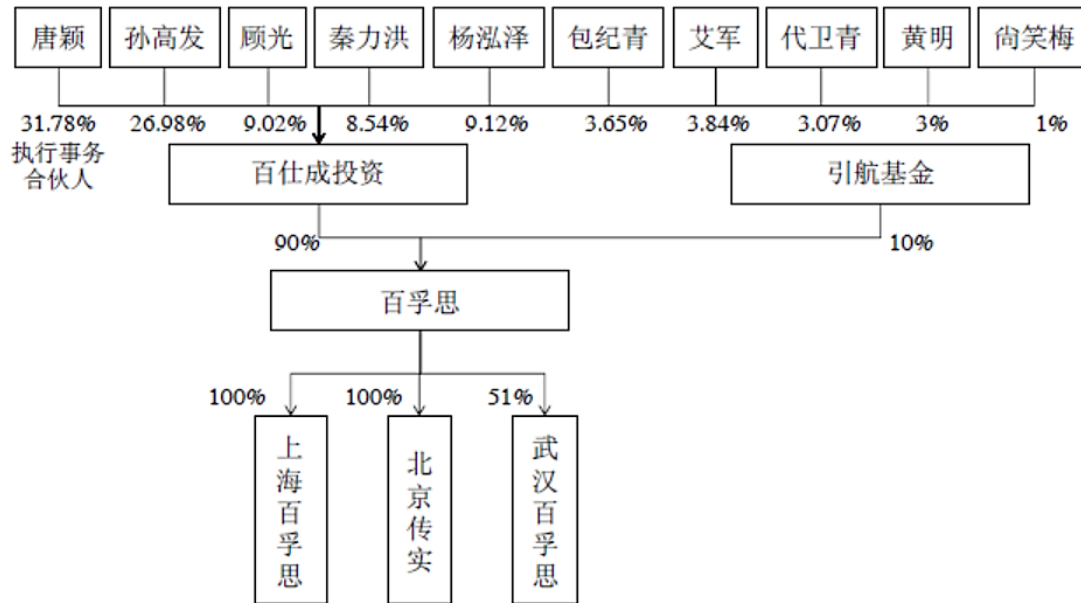 唐颖 孙高发 顾光 秦力洪 杨泓泽 包纪青 艾军 代卫青 黄明 尙笑梅
31.78% 26.98% 9.02% 8.54% 9.12% 3.65% 3.84% 3.07% 3% 1%
执行事务
合伙人
百仕成投资 引航基金
90% 10%
百孚思
100% 100% 51%
上海百孚思
北京传实
武汉百孚思